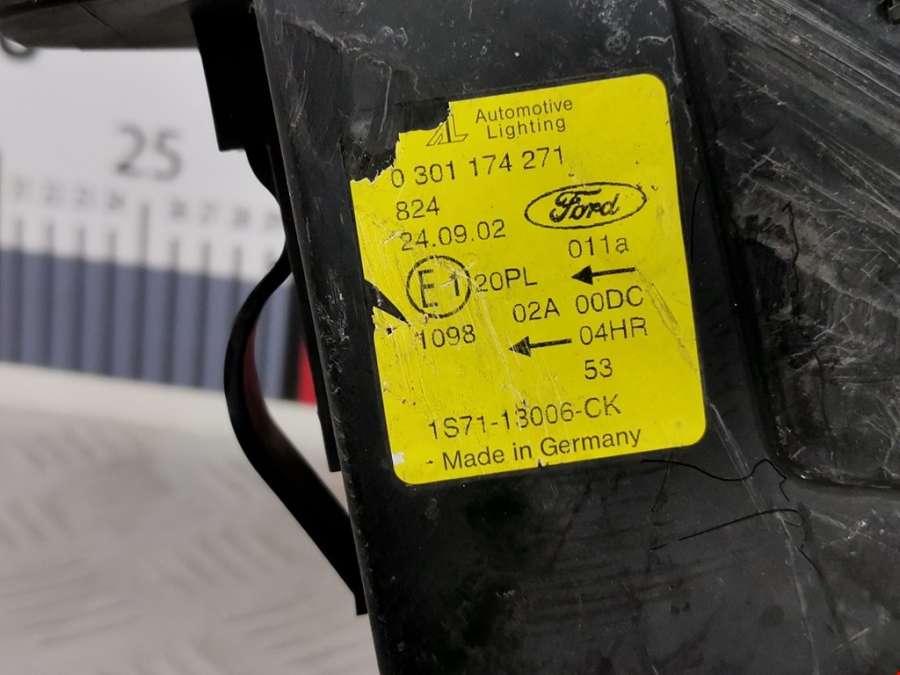 25
Automotive
Lighting
0 301 174 271
824
Ford
24.09.02
011a
E1 20PL
02A 00DC
1098
04HR
53
1S71-13006-CK
Made in Germany